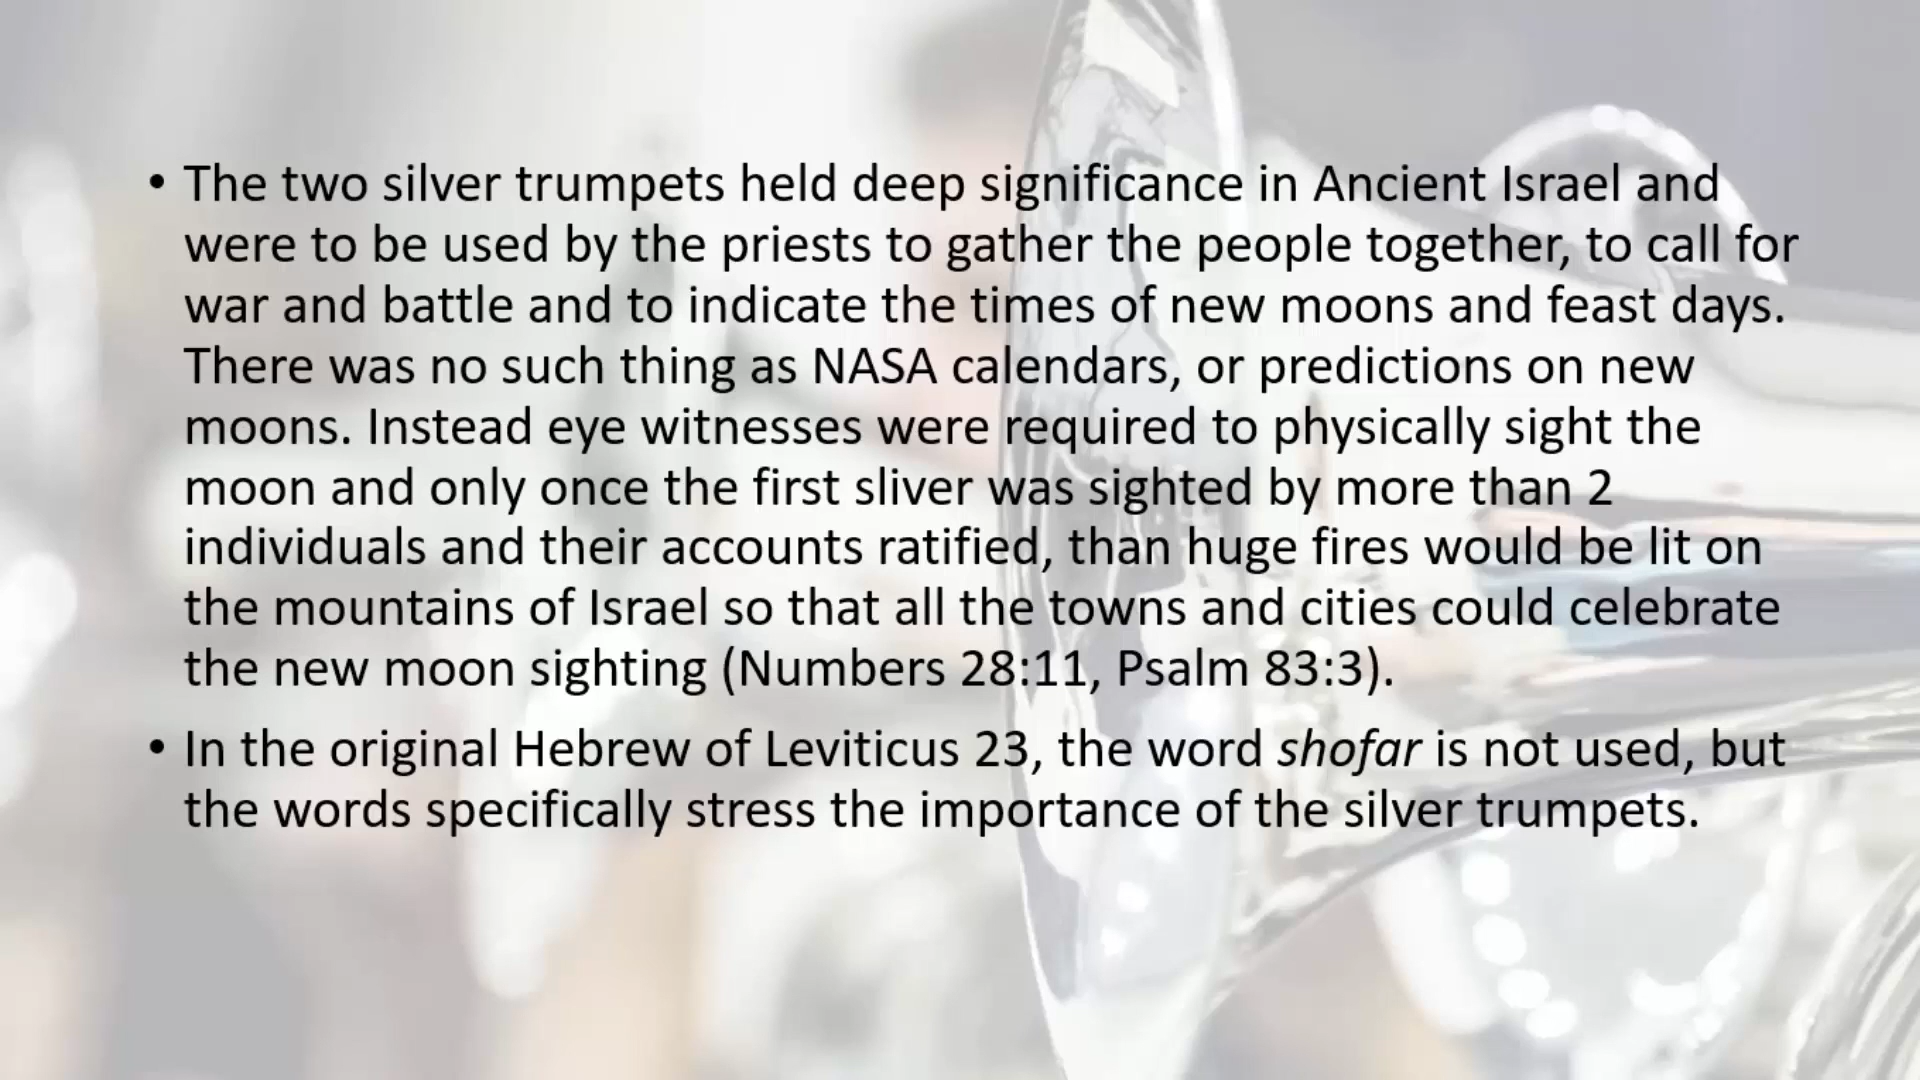 • The two silver trumpets held deep significance in Ancient Israel and
were to be used by the priests to gather the people together, to call for
war and battle and to indicate the times of new moons and feast days.
There was no such thing as NASA calendars, or predictions on new
moons. Instead eye witnesses were required to physically sight the
moon and only once the first sliver was sighted by more than 2
individuals and their accounts ratified, than huge fires would be lit on
the mountains of Israel so that all the towns and cities could celebrate
the new moon sighting (Numbers 28:11, Psalm 83:3).
• In the original Hebrew of Leviticus 23, the word shofar is not used, but
the words specifically stress the importance of the silver trumpets.